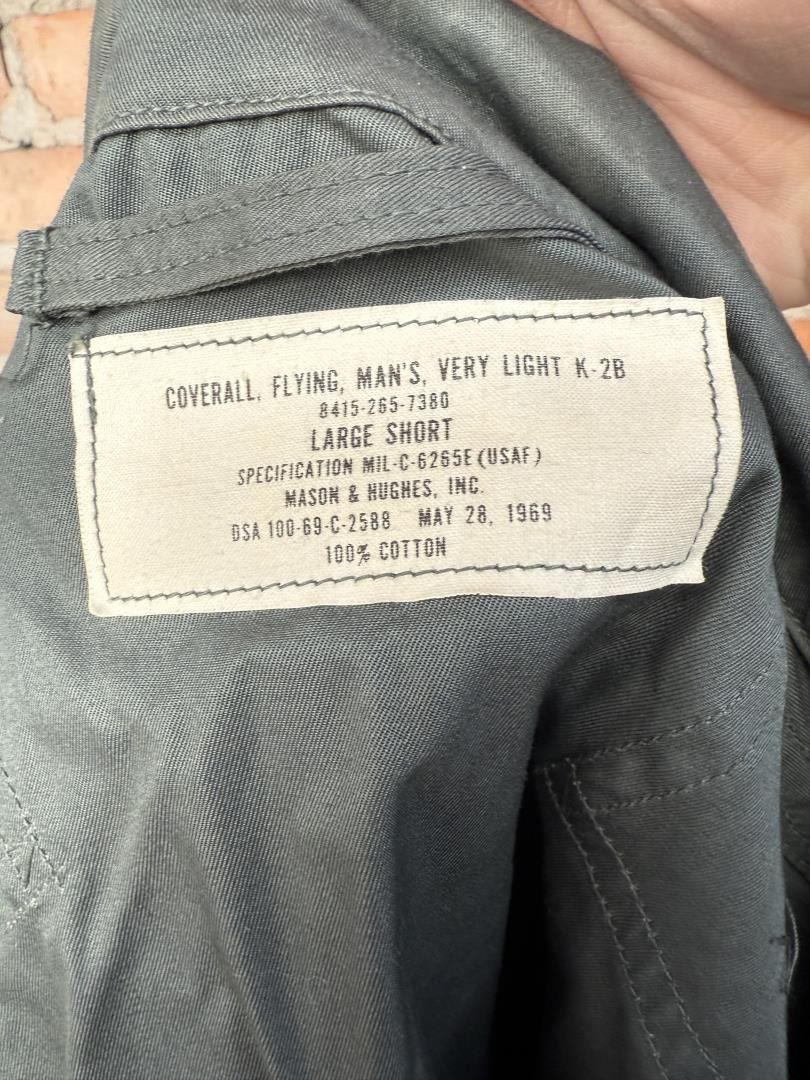 COVERALL, FLYING, MAN'S, VERY LIGHT K-2B
8415-265-7380
LARGE SHORT
SPECIFICATION MIL-C-6265E (USAF)
MASON & HUGHES, INC.
DSA 100-69-C-2588 MAY 28, 1969
100% COTTON